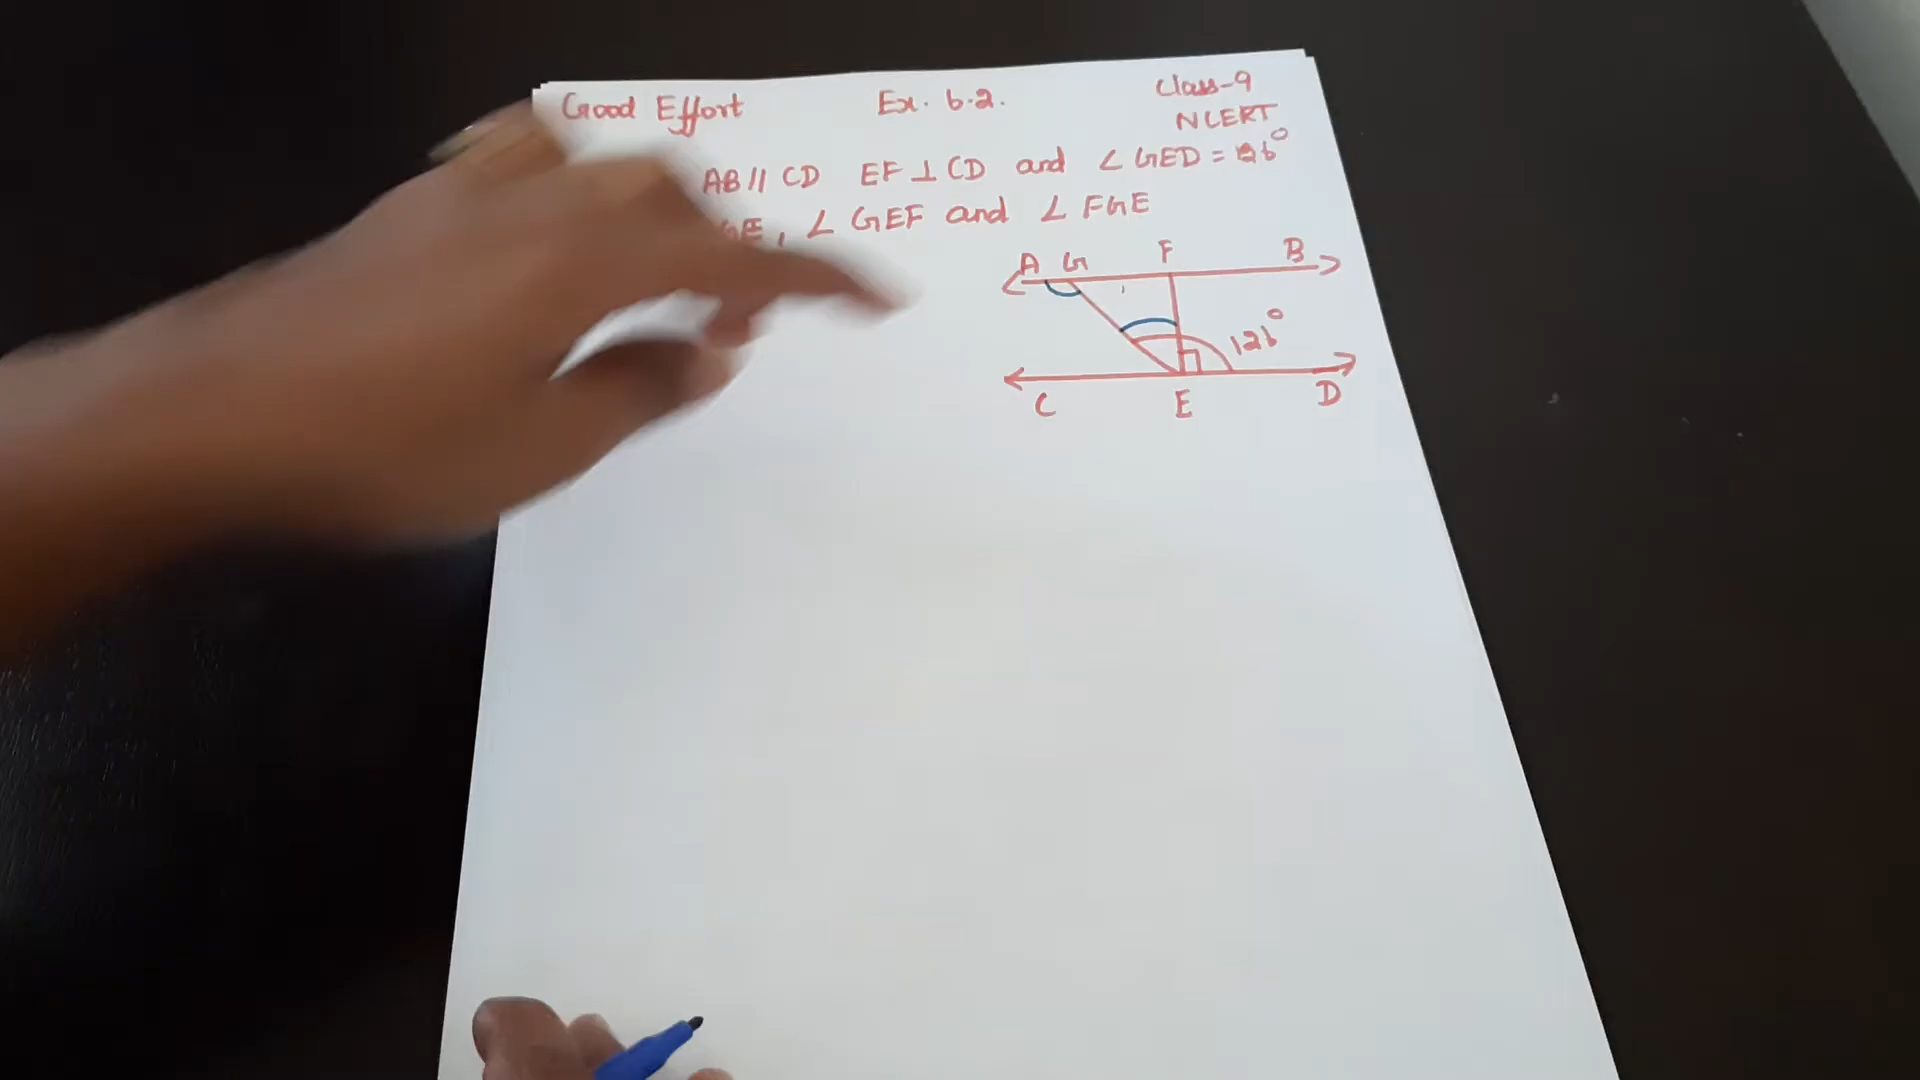 Good Effort Ex. 6.2. Class-9
NCERT
AB // CD EF ⊥ CD and ∠GED = 126°
GE, ∠GEF and ∠FGE
A G F B
126°
C E D